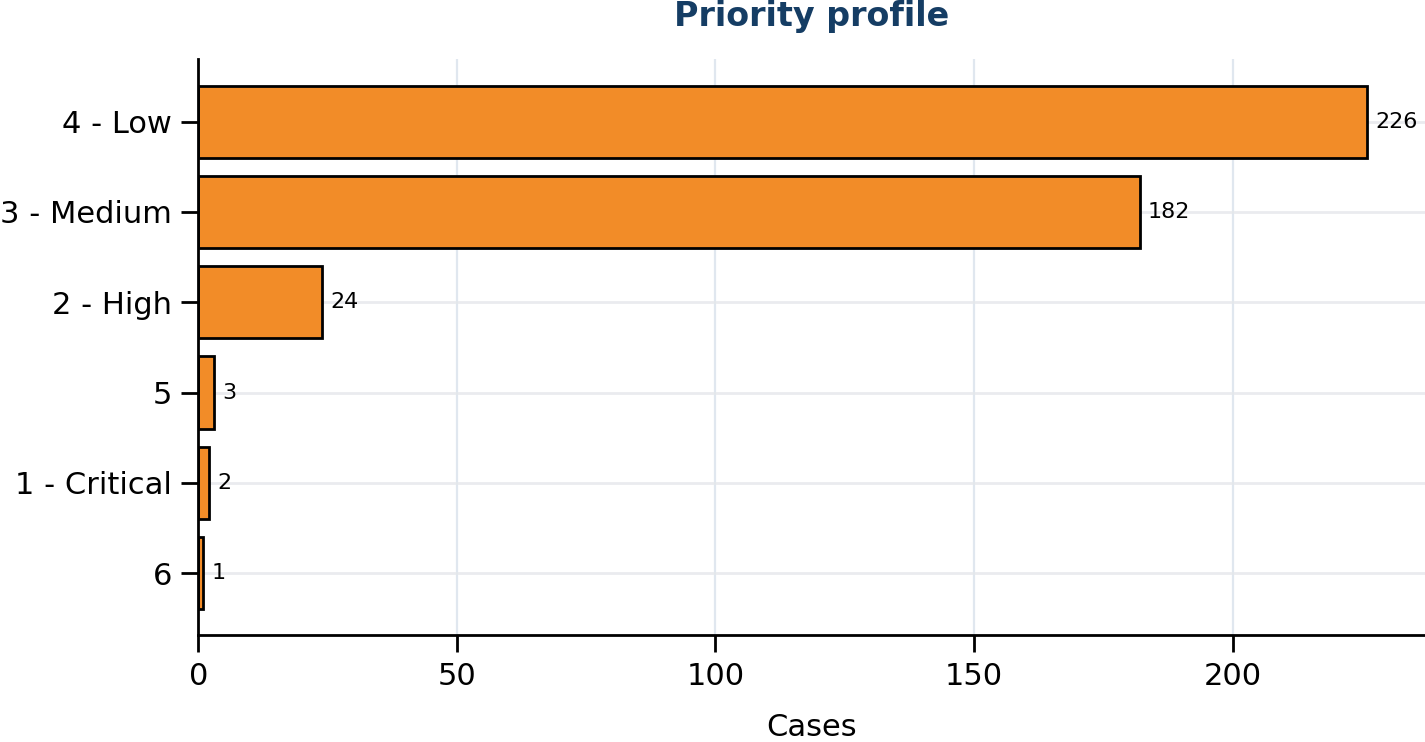 Priority profile
4 - Low 226
3 - Medium 182
2 - High 24
5 3
1 - Critical 2
6 1
0 50 100 150 200
Cases